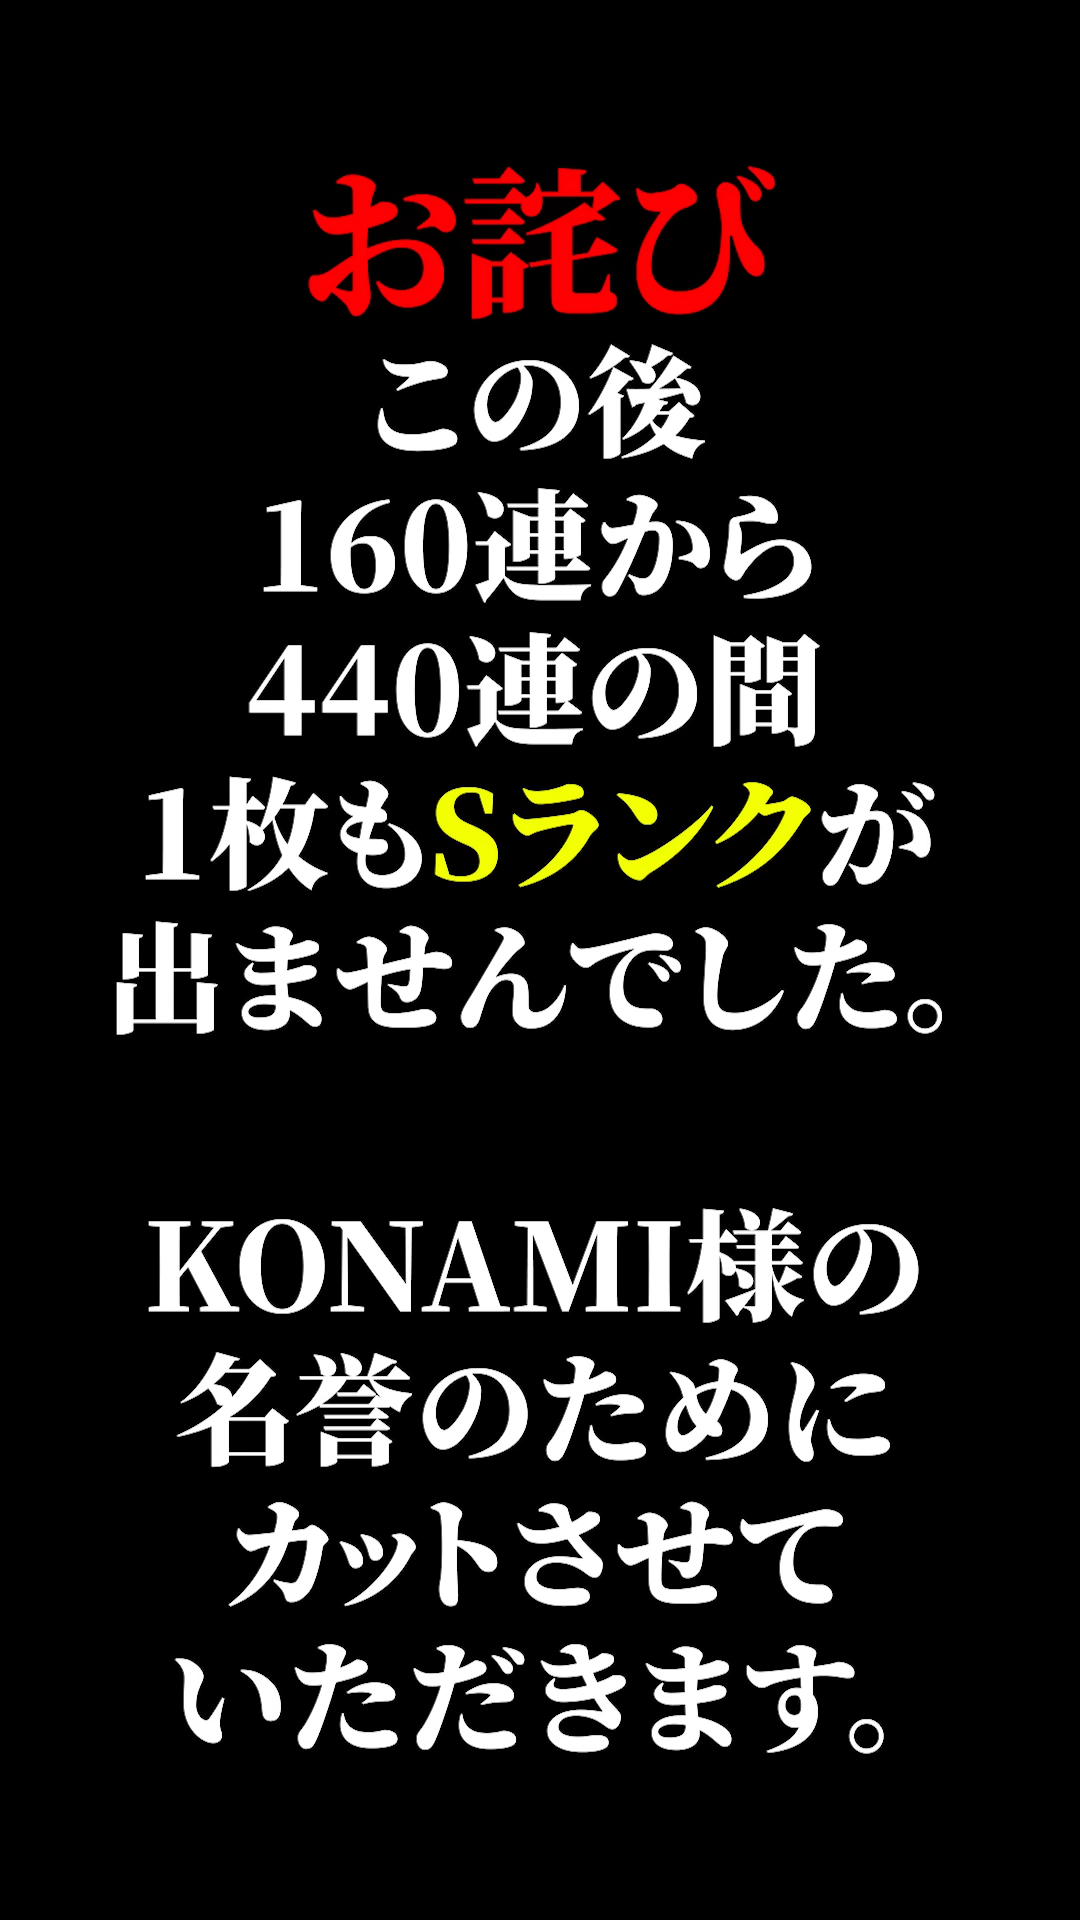 お詫び
この後
160連から
440連の間
1枚もSランクが
出ませんでした。
KONAMI様の
名誉のために
カットさせて
いただきます。